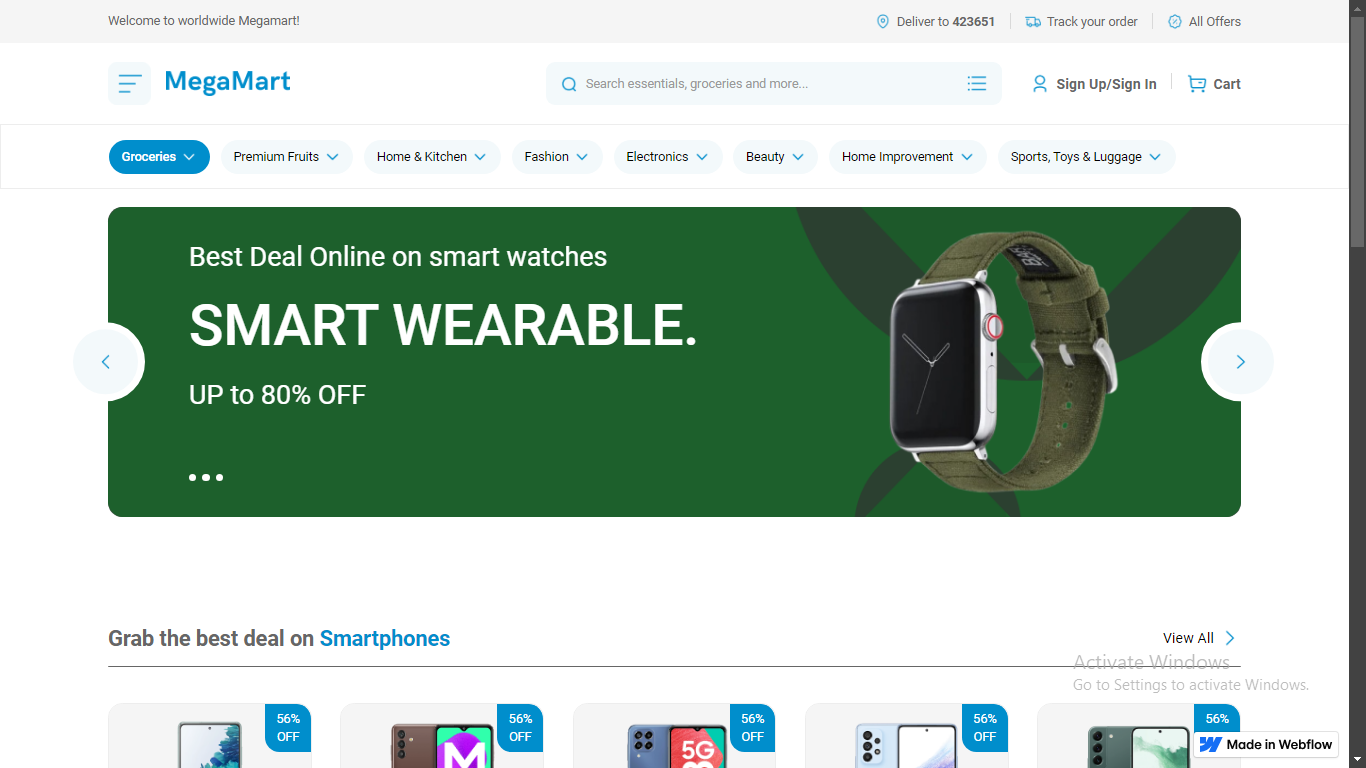 Welcome to worldwide Megamart!
Deliver to 423651
Track your order
All Offers
MegaMart
Search essentials, groceries and more...
Sign Up/Sign In
Cart
Groceries
Premium Fruits
Home & Kitchen
Fashion
Electronics
Beauty
Home Improvement
Sports, Toys & Luggage
Best Deal Online on smart watches
SMART WEARABLE.
UP to 80% OFF
Grab the best deal on Smartphones
View All
Activate Windows
Go to Settings to activate Windows.
56%
OFF
56%
OFF
56%
OFF
5G
56%
OFF
56%
Made in Webflow